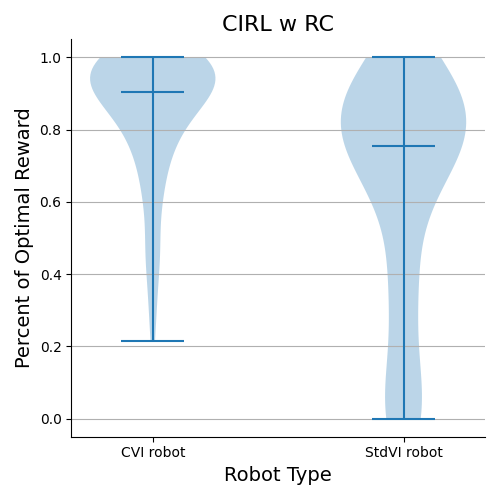 CIRL w RC
Percent of Optimal Reward
1.0
0.8
0.6
0.4
0.2
0.0
CVI robot
StdVI robot
Robot Type